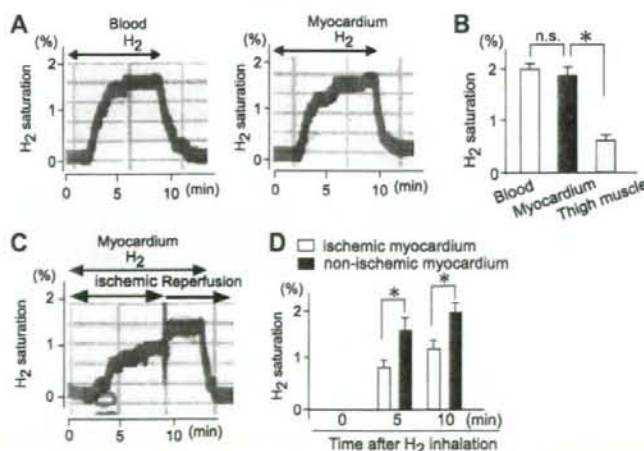 A
Blood
H2
(%)
2
1
0
H2 saturation
0 5 10 (min)
Myocardium
H2
(%)
2
1
0
H2 saturation
0 5 10 (min)
B
(%)
n.s. *
2
1
0
H2 saturation
Blood
Myocardium
Thigh muscle
C
Myocardium
H2
ischemic Reperfusion
(%)
2
1
0
H2 saturation
0 5 10 (min)
D
ischemic myocardium
non-ischemic myocardium
(%)
* *
2
1
0
H2 saturation
0 5 10 (min)
Time after H2 inhalation